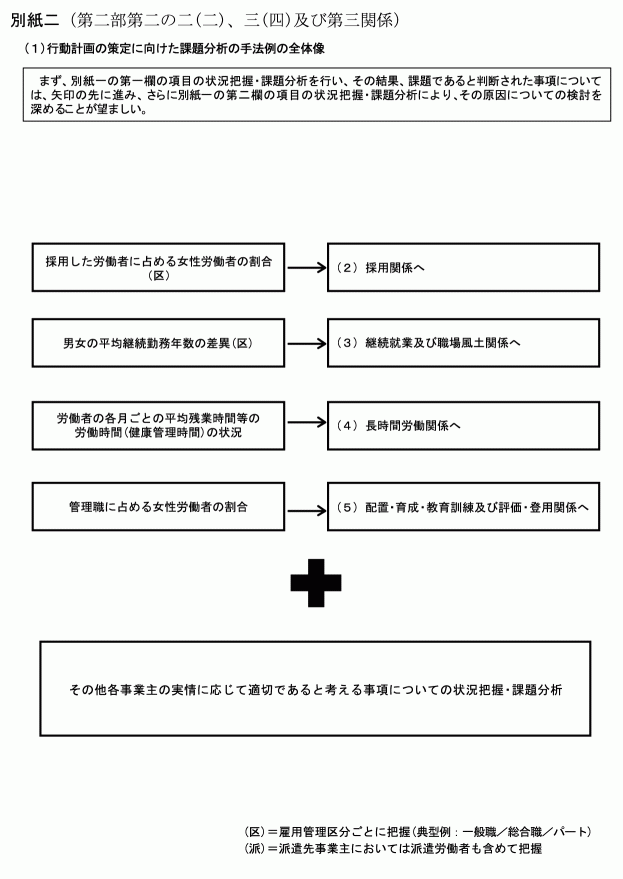 別紙二（第二部第二の二(二)、三(四)及び第三関係）
（１）行動計画の策定に向けた課題分析の手法例の全体像
まず、別紙一の第一欄の項目の状況把握・課題分析を行い、その結果、課題であると判断された事項について
は、矢印の先に進み、さらに別紙一の第二欄の項目の状況把握・課題分析により、その原因についての検討を
深めることが望ましい。
採用した労働者に占める女性労働者の割合
（区）
（２）採用関係へ
男女の平均継続勤務年数の差異（区）
（３）継続就業及び職場風土関係へ
労働者の各月ごとの平均残業時間等の
労働時間（健康管理時間）の状況
（４）長時間労働関係へ
管理職に占める女性労働者の割合
（５）配置・育成・教育訓練及び評価・登用関係へ
その他各事業主の実情に応じて適切であると考える事項についての状況把握・課題分析
（区）＝雇用管理区分ごとに把握（典型例：一般職／総合職／パート）
（派）＝派遣先事業主においては派遣労働者も含めて把握